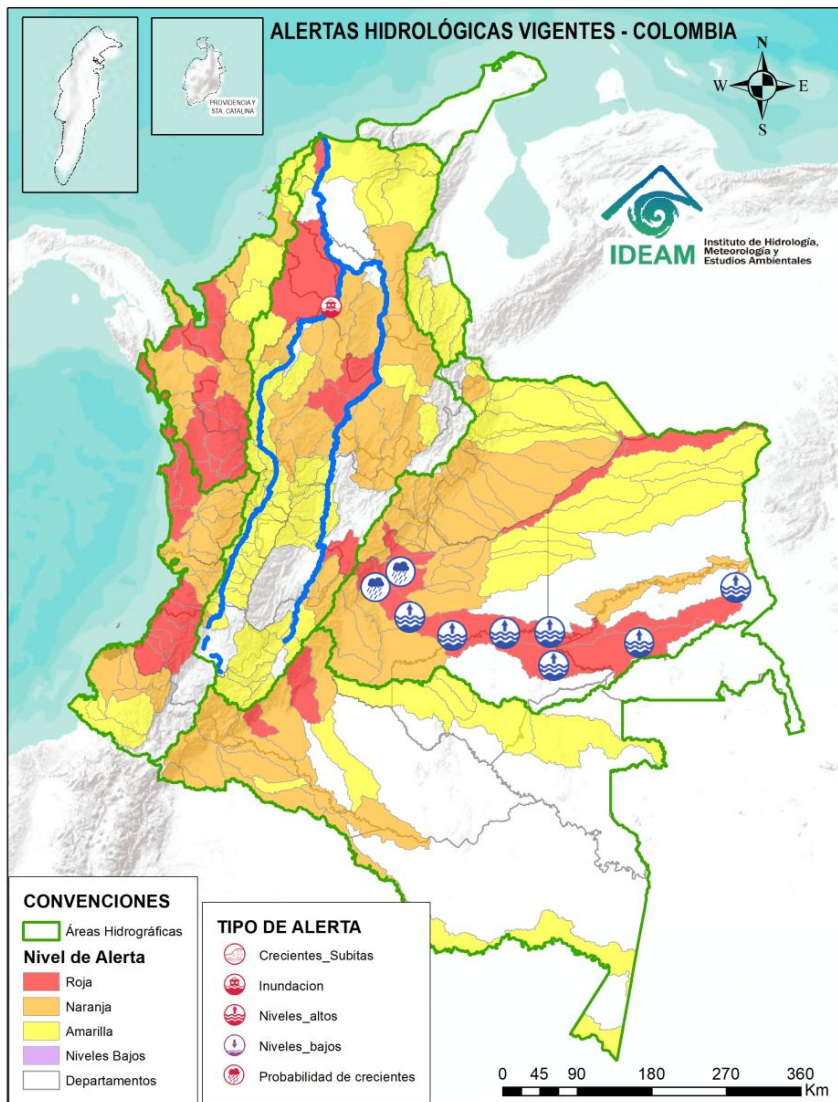 ALERTAS HIDROLÓGICAS VIGENTES - COLOMBIA
PROVIDENCIA Y
STA. CATALINA
N
W
E
S
IDEAM
Instituto de Hidrología,
Meteorología y
Estudios Ambientales
CONVENCIONES
Áreas Hidrográficas
Nivel de Alerta
Roja
Naranja
Amarilla
Niveles Bajos
Departamentos
TIPO DE ALERTA
Crecientes_Subitas
Inundacion
Niveles_altos
Niveles_bajos
Probabilidad de crecientes
0 45 90 180 270 360
Km